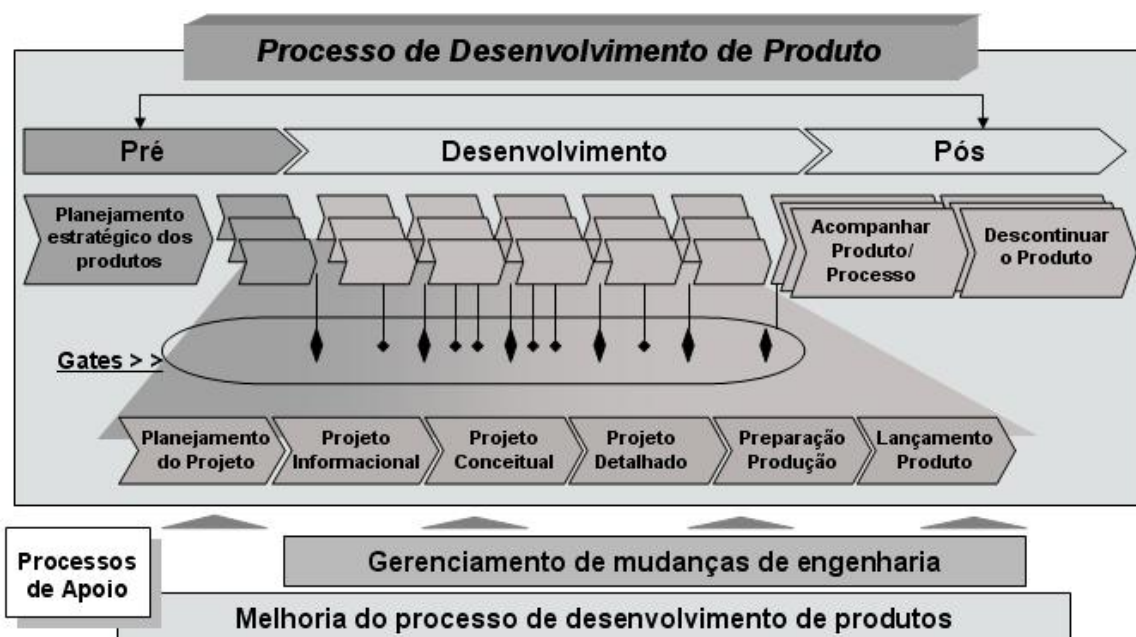 Processo de Desenvolvimento de Produto
Pré
Desenvolvimento
Pós
Planejamento
estratégico dos
produtos
Acompanhar
Produto/
Processo
Descontinuar
o Produto
Gates > >
Planejamento
do Projeto
Projeto
Informacional
Projeto
Conceitual
Projeto
Detalhado
Preparação
Produção
Lançamento
Produto
Processos
de Apoio
Gerenciamento de mudanças de engenharia
Melhoria do processo de desenvolvimento de produtos